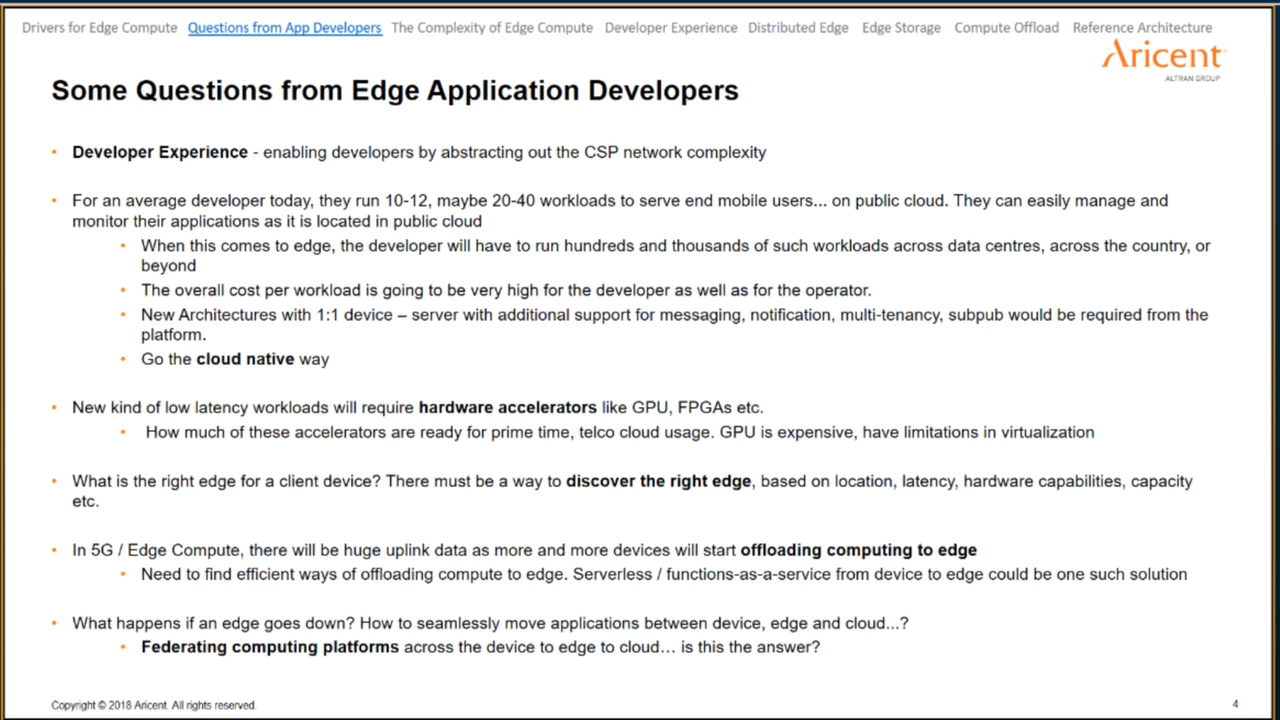 Drivers for Edge Compute Questions from App Developers The Complexity of Edge Compute Developer Experience Distributed Edge Edge Storage Compute Offload Reference Architecture
Aricent
ALTRAN GROUP
Some Questions from Edge Application Developers
• Developer Experience - enabling developers by abstracting out the CSP network complexity
• For an average developer today, they run 10-12, maybe 20-40 workloads to serve end mobile users... on public cloud. They can easily manage and
monitor their applications as it is located in public cloud
• When this comes to edge, the developer will have to run hundreds and thousands of such workloads across data centres, across the country, or
beyond
• The overall cost per workload is going to be very high for the developer as well as for the operator.
• New Architectures with 1:1 device – server with additional support for messaging, notification, multi-tenancy, subpub would be required from the
platform.
• Go the cloud native way
• New kind of low latency workloads will require hardware accelerators like GPU, FPGAs etc.
• How much of these accelerators are ready for prime time, telco cloud usage. GPU is expensive, have limitations in virtualization
• What is the right edge for a client device? There must be a way to discover the right edge, based on location, latency, hardware capabilities, capacity
etc.
• In 5G / Edge Compute, there will be huge uplink data as more and more devices will start offloading computing to edge
• Need to find efficient ways of offloading compute to edge. Serverless / functions-as-a-service from device to edge could be one such solution
• What happens if an edge goes down? How to seamlessly move applications between device, edge and cloud...?
• Federating computing platforms across the device to edge to cloud… is this the answer?
Copyright © 2018 Aricent. All rights reserved.
4